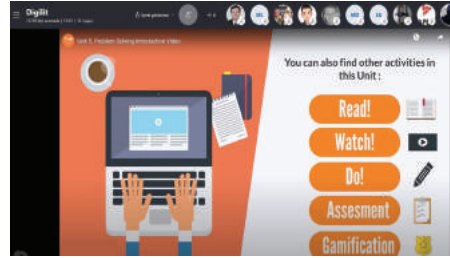 Digilit
Unit 5, Problem Solving Introduction Video
You can also find other activities in
this Unit :
Read!
Watch!
Do!
Assesment
Gamification